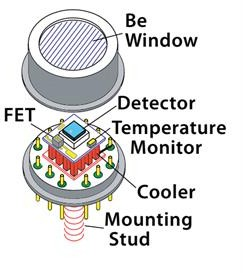 Be
Window
Detector
FET
Temperature
Monitor
Cooler
Mounting
Stud